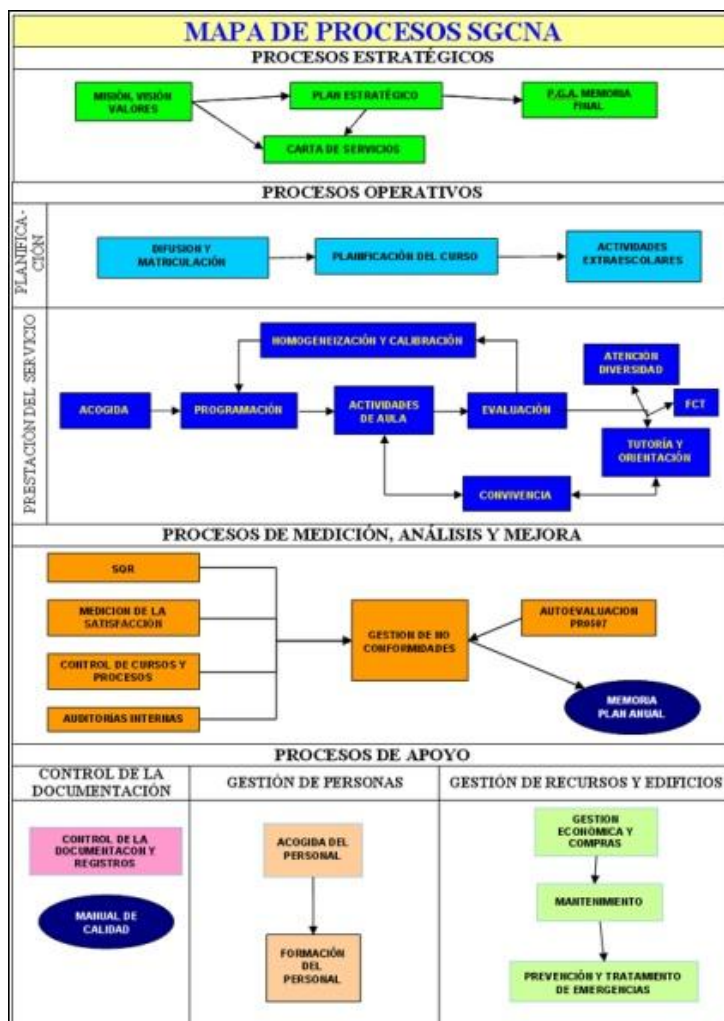 MAPA DE PROCESOS SGCNA
PROCESOS ESTRATÉGICOS
MISIÓN, VISIÓN
VALORES
PLAN ESTRATÉGICO
P.G.A. MEMORIA
FINAL
CARTA DE SERVICIOS
PROCESOS OPERATIVOS
PLANIFICA-
CIÓN
DIFUSION Y
MATRICULACIÓN
PLANIFICACIÓN DEL CURSO
ACTIVIDADES
EXTRAESCOLARES
PRESTACIÓN DEL SERVICIO
HOMOGENEIZACIÓN Y CALIBRACIÓN
ATENCIÓN
DIVERSIDAD
ACOGIDA
PROGRAMACIÓN
ACTIVIDADES
DE AULA
EVALUACIÓN
FCT
TUTORÍA Y
ORIENTACIÓN
CONVIVENCIA
PROCESOS DE MEDICIÓN, ANÁLISIS Y MEJORA
SQR
MEDICION DE LA
SATISFACCIÓN
CONTROL DE CURSOS Y
PROCESOS
AUDITORÍAS INTERNAS
GESTION DE NO
CONFORMIDADES
AUTOEVALUACION
PR0507
MEMORIA
PLAN ANUAL
PROCESOS DE APOYO
CONTROL DE LA
DOCUMENTACIÓN
GESTIÓN DE PERSONAS
GESTIÓN DE RECURSOS Y EDIFICIOS
CONTROL DE LA
DOCUMENTACON Y
REGISTROS
MANUAL DE
CALIDAD
ACOGIDA DEL
PERSONAL
FORMACIÓN
DEL
PERSONAL
GESTION
ECONÓMICA Y
COMPRAS
MANTENIMIENTO
PREVENCIÓN Y TRATAMIENTO
DE EMERGENCIAS